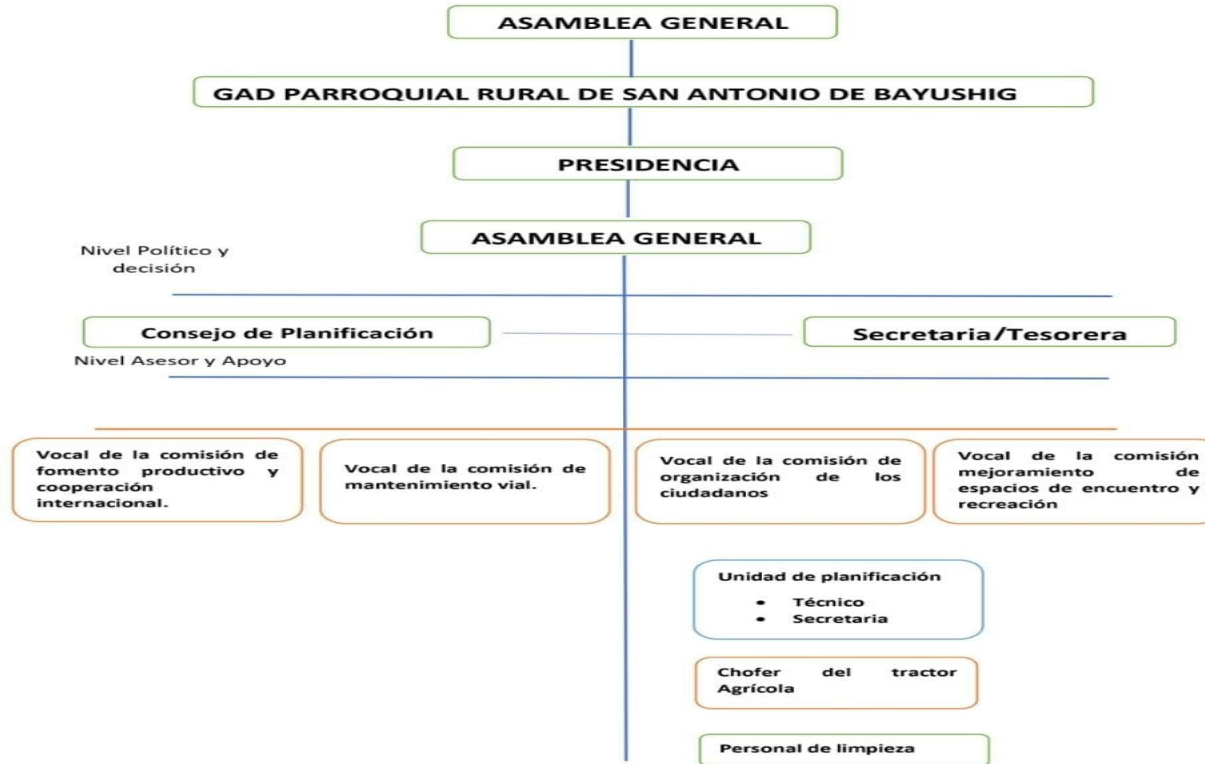 ASAMBLEA GENERAL
GAD PARROQUIAL RURAL DE SAN ANTONIO DE BAYUSHIG
PRESIDENCIA
ASAMBLEA GENERAL
Nivel Político y
decisión
Consejo de Planificación
Secretaria/Tesorera
Nivel Asesor y Apoyo
Vocal de la comisión de
fomento productivo y
cooperación
internacional.
Vocal de la comisión de
mantenimiento vial.
Vocal de la comisión de
organización de los
ciudadanos
Vocal de la comisión
mejoramiento de
espacios de encuentro y
recreación
Unidad de planificación
• Técnico
• Secretaria
Chofer del tractor
Agrícola
Personal de limpieza